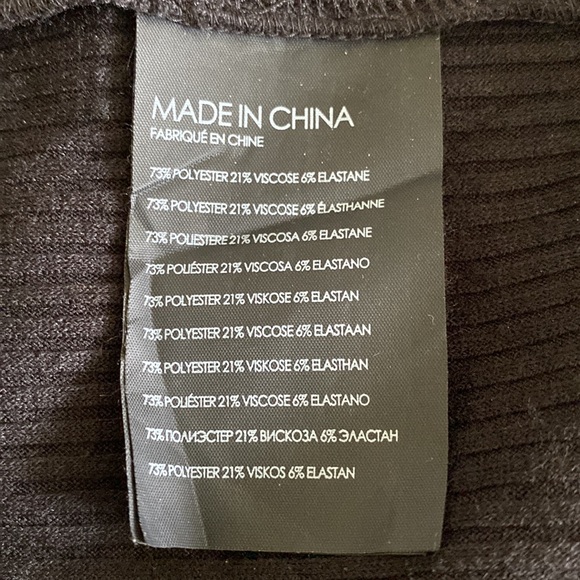 MADE IN CHINA
FABRIQUÉ EN CHINE
73% POLYESTER 21% VISCOSE 6% ELASTANE
73% POLYESTER 21% VISCOSE 6% ÉLASTHANNE
73% POLIESTERE 21% VISCOSA 6% ELASTANE
73% POLIÉSTER 21% VISCOSA 6% ELASTANO
73% POLYESTER 21% VISKOSE 6% ELASTAN
73% POLYESTER 21% VISCOSE 6% ELASTAAN
73% POLYESTER 21% VISKOSE 6% ELASTHAN
73% POLIÉSTER 21% VISCOSE 6% ELASTANO
73% ПОЛИЭСТЕР 21% ВИСКОЗА 6% ЭЛАСТАН
73% POLYESTER 21% VISKOS 6% ELASTAN